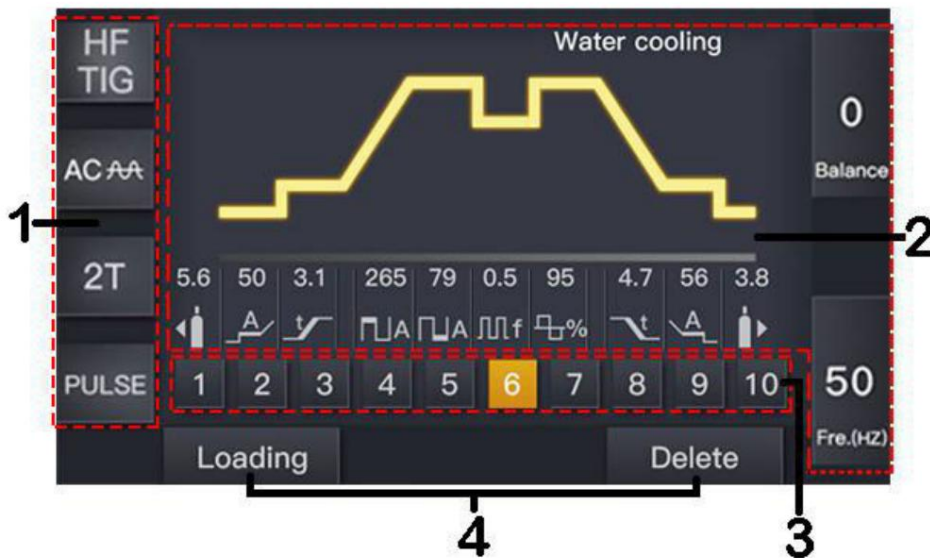 HF
TIG
Water cooling
0
Balance
AC
1
2
2T
5.6 50 3.1 265 79 0.5 95 4.7 56 3.8
A t A A f % t A
PULSE
1 2 3 4 5 6 7 8 9 10
50
Fre.(HZ)
Loading
Delete
4
3